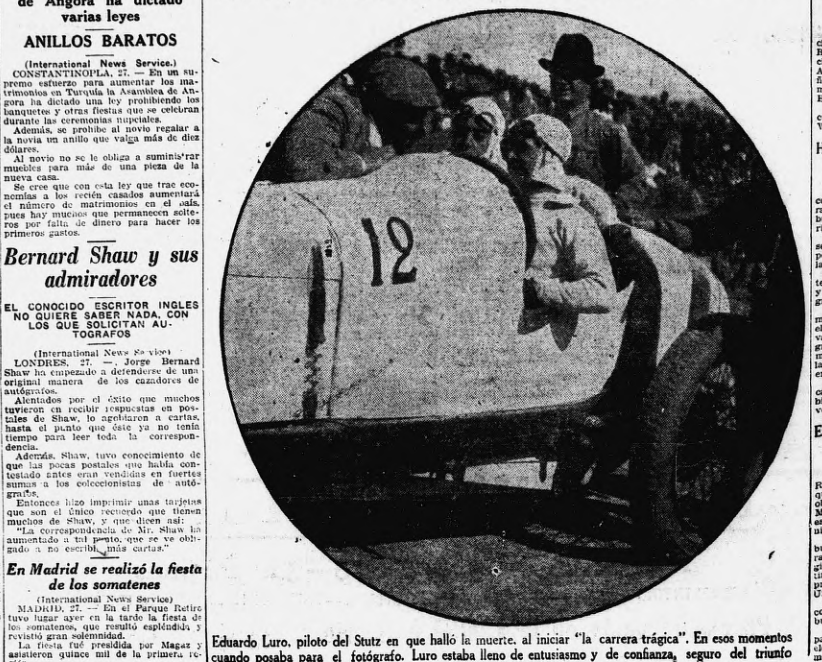 de Angora ha dictado
varias leyes
ANILLOS BARATOS
(International News Service.)
CONSTANTINOPLA, 27. — En un su-
premo esfuerzo para aumentar los ma-
trimonios en Turquía la Asamblea de An-
gora ha dictado una ley prohibiendo los
banquetes y otras fiestas que se celebran
durante las ceremonias nupciales.
Además, se prohibe al novio regalar a
la novia un anillo que valga más de diez
dólares.
Al novio no se le obliga a suministrar
muebles para más de una pieza de la
nueva casa.
Se cree que con esta ley que trae eco-
nomías a los recién casados aumentará
el número de matrimonios en el país,
pues hay muchos que permanecen solte-
ros por falta de dinero para hacer los
primeros gastos.
Bernard Shaw y sus
admiradores
EL CONOCIDO ESCRITOR INGLES
NO QUIERE SABER NADA, CON
LOS QUE SOLICITAN AU-
TOGRAFOS
(International News Service)
LONDRES, 27. —. Jorge Bernard
Shaw ha empezado a defenderse de una
original manera de los cazadores de
autógrafos.
Alentados por el éxito que muchos
tuvieron en recibir respuestas en pos-
tales de Shaw, lo agobiaron a cartas,
hasta el punto que éste ya no tenía
tiempo para leer toda la correspon-
dencia.
Además, Shaw, tuvo conocimiento de
que las pocas postales que había con-
testado antes eran vendidas en fuertes
sumas a los coleccionistas de autó-
grafos.
Entonces hizo imprimir unas tarjetas
que son el único recuerdo que tienen
muchos de Shaw, y que dicen así:
"La correspondencia de Mr. Shaw ha
aumentado a tal punto, que se ve obli-
gado a no escribir más cartas."
En Madrid se realizó la fiesta
de los somatenes
(International News Service)
MADRID, 27. — En el Parque Retiro
tuvo lugar ayer en la tarde la fiesta de
los somatenes, que resultó espléndida y
revistió gran solemnidad.
La fiesta fué presidida por Magaz y
asistieron quince mil de la primera re-
12
Eduardo Luro, piloto del Stutz en que halló la muerte, al iniciar "la carrera trágica". En esos momentos
cuando posaba para el fotógrafo, Luro estaba lleno de entusiasmo y de confianza, seguro del triunfo